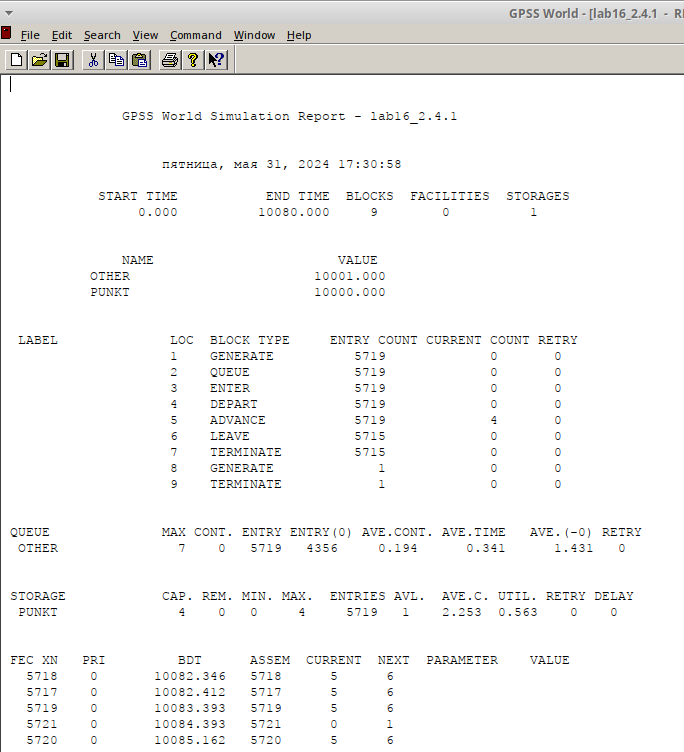 GPSS World - [lab16_2.4.1 - R
File Edit Search View Command Window Help
GPSS World Simulation Report - lab16_2.4.1
пятница, мая 31, 2024 17:30:58
START TIME END TIME BLOCKS FACILITIES STORAGES
0.000 10080.000 9 0 1
NAME VALUE
OTHER 10001.000
PUNKT 10000.000
LABEL LOC BLOCK TYPE ENTRY COUNT CURRENT COUNT RETRY
1 GENERATE 5719 0 0
2 QUEUE 5719 0 0
3 ENTER 5719 0 0
4 DEPART 5719 0 0
5 ADVANCE 5719 4 0
6 LEAVE 5715 0 0
7 TERMINATE 5715 0 0
8 GENERATE 1 0 0
9 TERMINATE 1 0 0
QUEUE MAX CONT. ENTRY ENTRY(0) AVE.CONT. AVE.TIME AVE.(-0) RETRY
OTHER 7 0 5719 4356 0.194 0.341 1.431 0
STORAGE CAP. REM. MIN. MAX. ENTRIES AVL. AVE.C. UTIL. RETRY DELAY
PUNKT 4 0 0 4 5719 1 2.253 0.563 0 0
FEC XN PRI BDT ASSEM CURRENT NEXT PARAMETER VALUE
5718 0 10082.346 5718 5 6
5717 0 10082.412 5717 5 6
5719 0 10083.393 5719 5 6
5721 0 10084.393 5721 0 1
5720 0 10085.162 5720 5 6